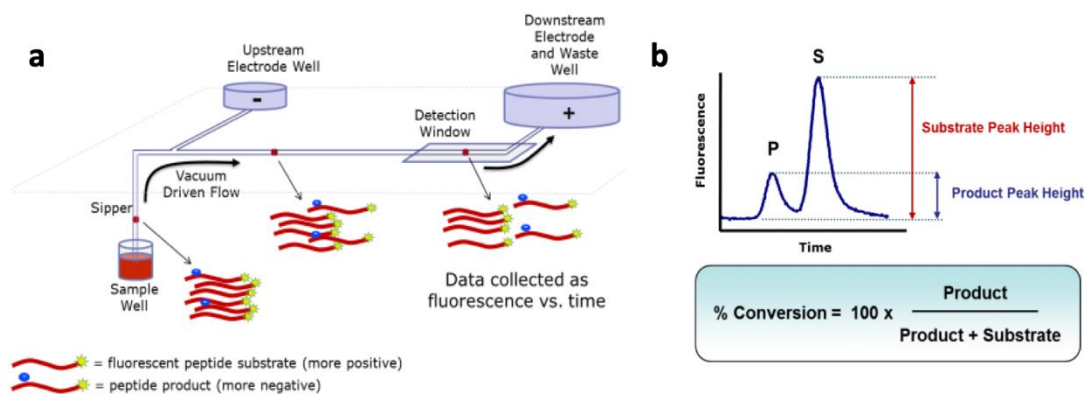 a
Upstream
Electrode Well
-
Downstream
Electrode
and Waste
Well
+
Detection
Window
Vacuum
Driven Flow
Sipper
Sample
Well
Data collected as
fluorescence vs. time
= fluorescent peptide substrate (more positive)
= peptide product (more negative)
b
S
P
Fluorescence
Time
Substrate Peak Height
Product Peak Height
% Conversion = 100 x
Product
Product + Substrate